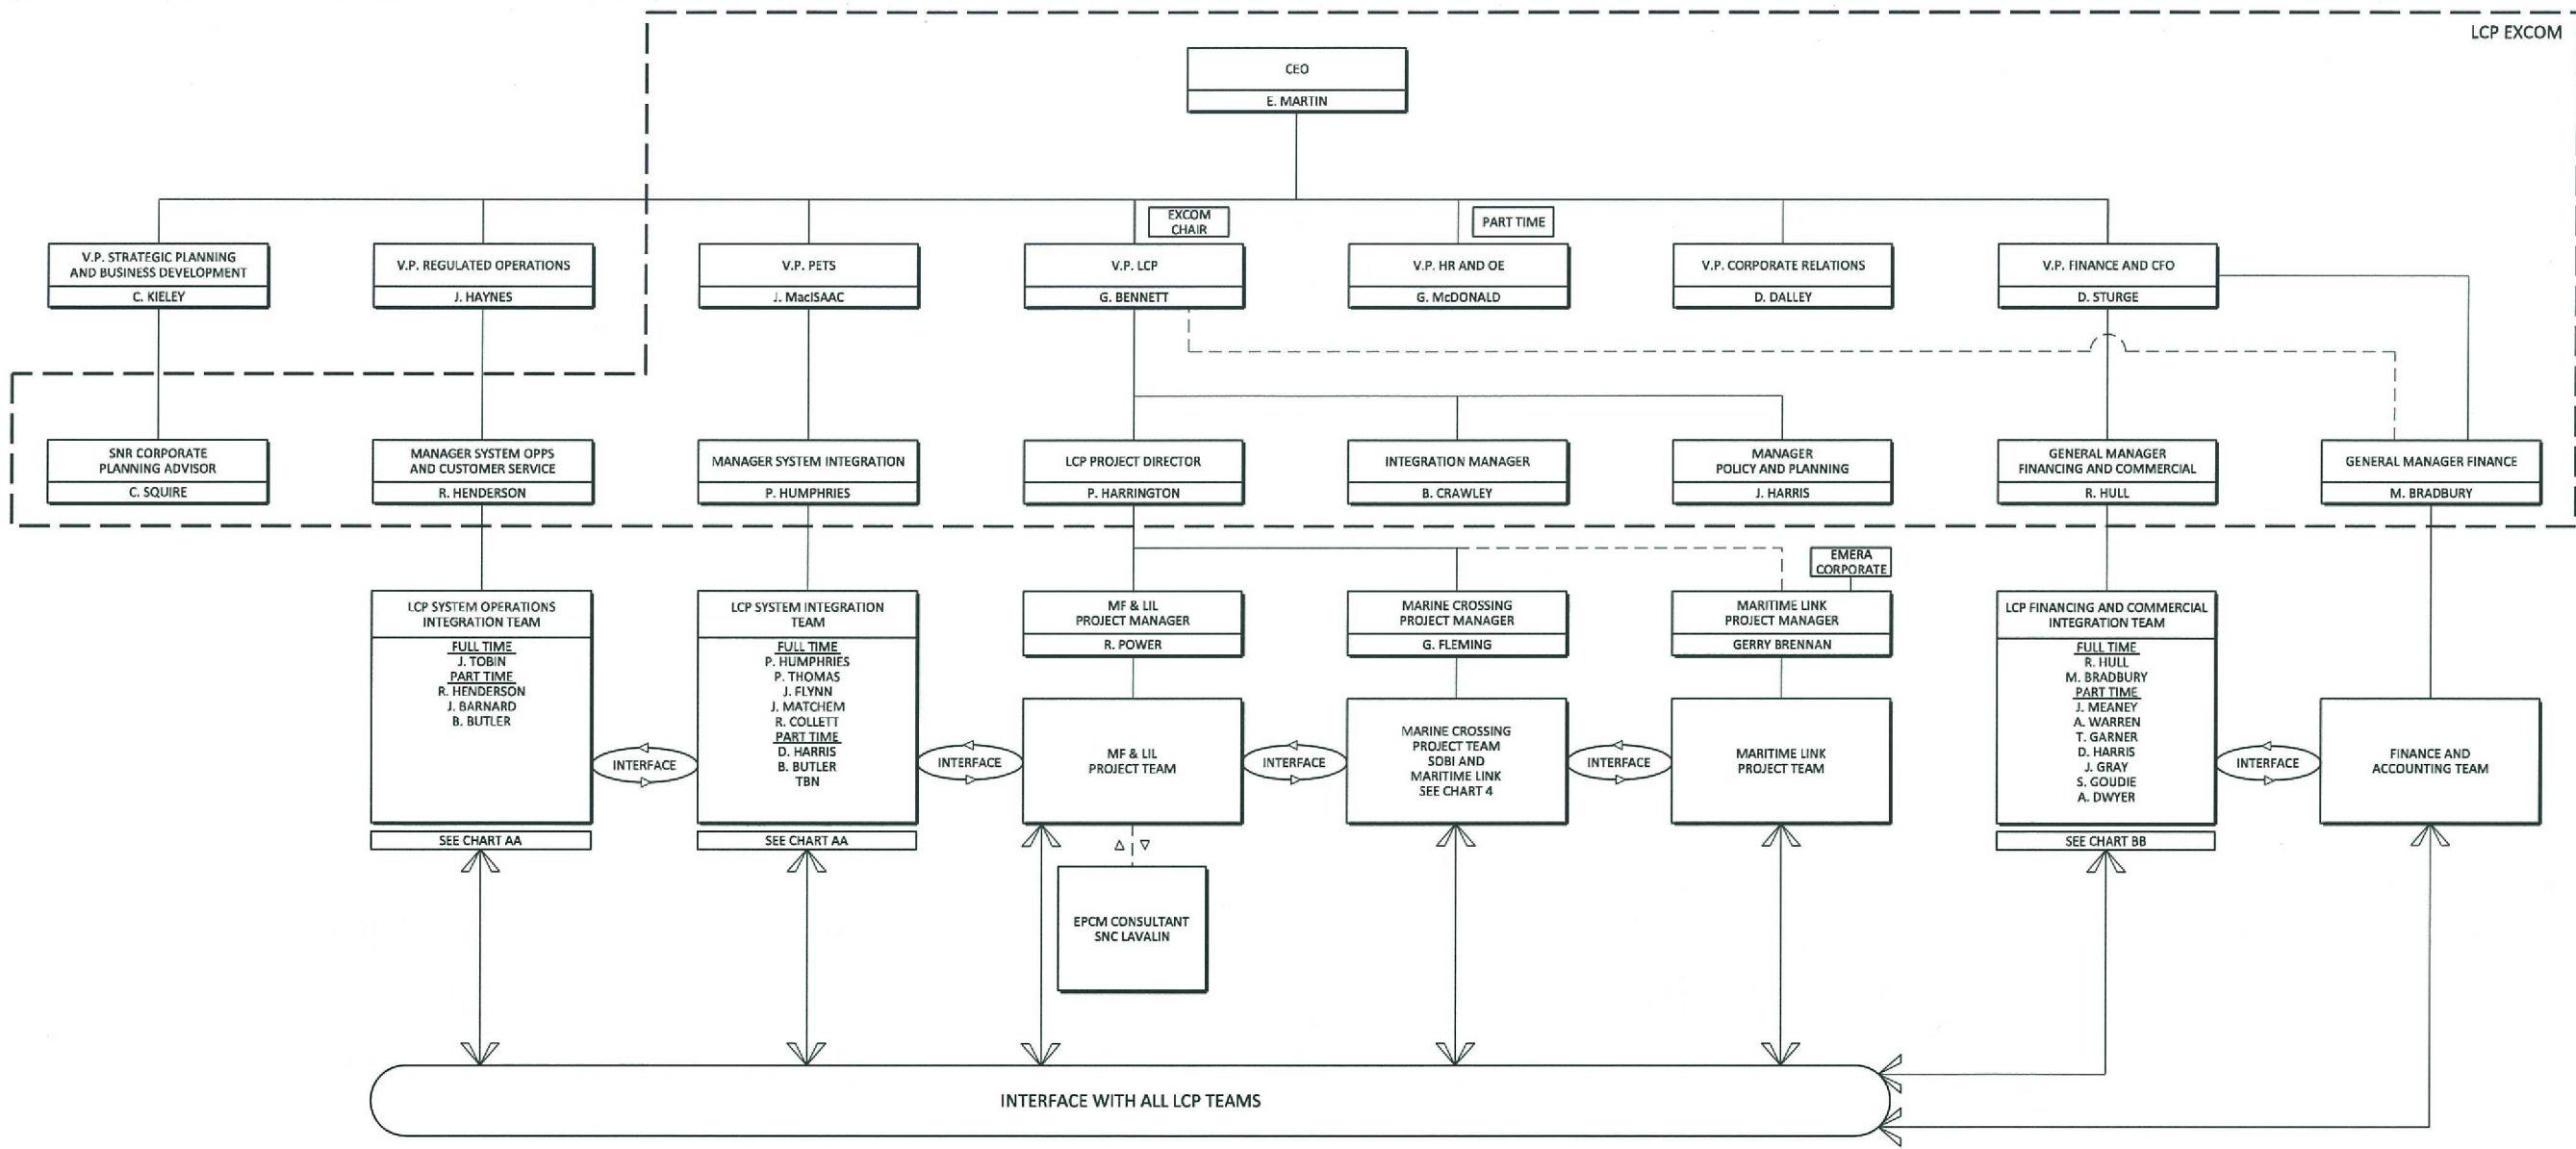 LCP EXCOM
CEO
E. MARTIN
EXCOM
CHAIR
PART TIME
V.P. STRATEGIC PLANNING
AND BUSINESS DEVELOPMENT
C. KIELEY
V.P. REGULATED OPERATIONS
J. HAYNES
V.P. PETS
J. MacISAAC
V.P. LCP
G. BENNETT
V.P. HR AND OE
G. McDONALD
V.P. CORPORATE RELATIONS
D. DALLEY
V.P. FINANCE AND CFO
D. STURGE
SNR CORPORATE
PLANNING ADVISOR
C. SQUIRE
MANAGER SYSTEM OPPS
AND CUSTOMER SERVICE
R. HENDERSON
MANAGER SYSTEM INTEGRATION
P. HUMPHRIES
LCP PROJECT DIRECTOR
P. HARRINGTON
INTEGRATION MANAGER
B. CRAWLEY
MANAGER
POLICY AND PLANNING
J. HARRIS
GENERAL MANAGER
FINANCING AND COMMERCIAL
R. HULL
GENERAL MANAGER FINANCE
M. BRADBURY
EMERA
CORPORATE
LCP SYSTEM OPERATIONS
INTEGRATION TEAM
FULL TIME
J. TOBIN
PART TIME
R. HENDERSON
J. BARNARD
B. BUTLER
SEE CHART AA
INTERFACE
LCP SYSTEM INTEGRATION
TEAM
FULL TIME
P. HUMPHRIES
P. THOMAS
J. FLYNN
J. MATCHEM
R. COLLETT
PART TIME
D. HARRIS
B. BUTLER
TBN
SEE CHART AA
INTERFACE
MF & LIL
PROJECT MANAGER
R. POWER
MF & LIL
PROJECT TEAM
EPCM CONSULTANT
SNC LAVALIN
INTERFACE
MARINE CROSSING
PROJECT MANAGER
G. FLEMING
MARINE CROSSING
PROJECT TEAM
SOBI AND
MARITIME LINK
SEE CHART 4
INTERFACE
MARITIME LINK
PROJECT MANAGER
GERRY BRENNAN
MARITIME LINK
PROJECT TEAM
LCP FINANCING AND COMMERCIAL
INTEGRATION TEAM
FULL TIME
R. HULL
M. BRADBURY
PART TIME
J. MEANEY
A. WARREN
T. GARNER
D. HARRIS
J. GRAY
S. GOUDIE
A. DWYER
SEE CHART BB
INTERFACE
FINANCE AND
ACCOUNTING TEAM
INTERFACE WITH ALL LCP TEAMS